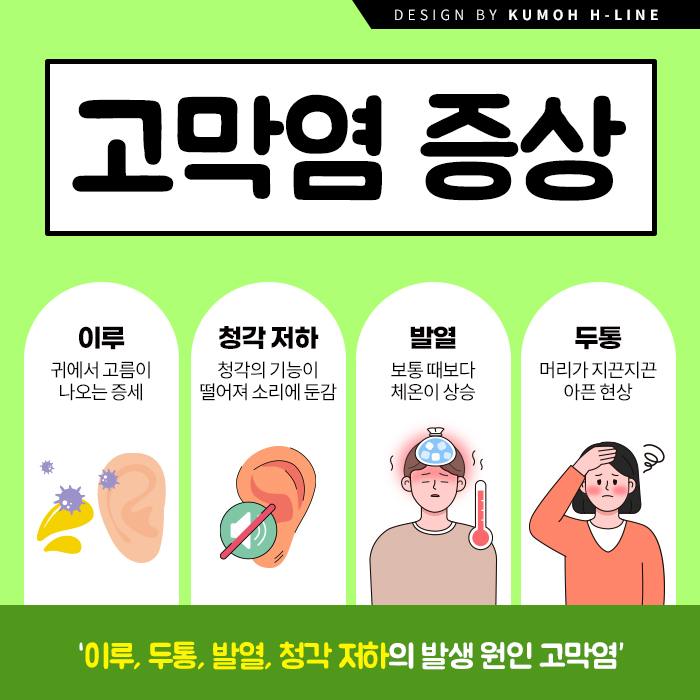 DESIGN BY KUMOH H-LINE
고막염 증상
이루
귀에서 고름이
나오는 증세
청각 저하
청각의 기능이
떨어져 소리에 둔감
발열
보통 때보다
체온이 상승
두통
머리가 지끈지끈
아픈 현상
‘이루, 두통, 발열, 청각 저하의 발생 원인 고막염’